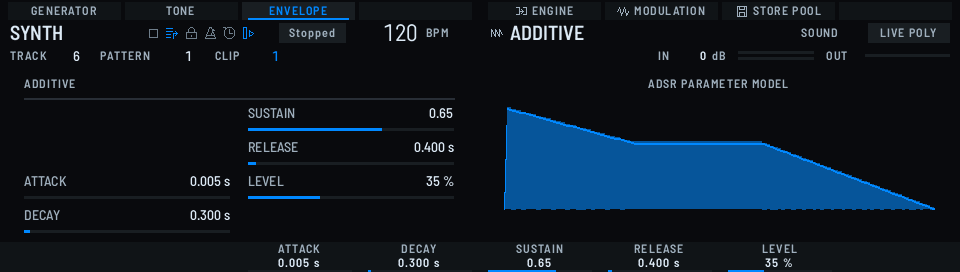 GENERATOR TONE ENVELOPE ENGINE MODULATION STORE POOL
SYNTH Stopped 120 BPM ADDITIVE SOUND LIVE POLY
TRACK 6 PATTERN 1 CLIP 1 IN 0 dB OUT
ADDITIVE ADSR PARAMETER MODEL
SUSTAIN 0.65
RELEASE 0.400 s
ATTACK 0.005 s LEVEL 35 %
DECAY 0.300 s
ATTACK DECAY SUSTAIN RELEASE LEVEL
0.005 s 0.300 s 0.65 0.400 s 35 %